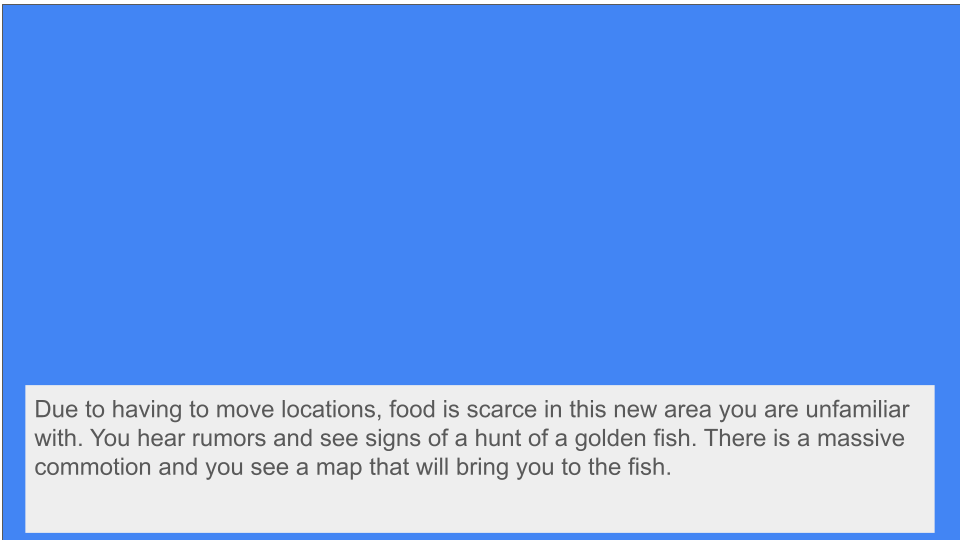 Due to having to move locations, food is scarce in this new area you are unfamiliar
with. You hear rumors and see signs of a hunt of a golden fish. There is a massive
commotion and you see a map that will bring you to the fish.